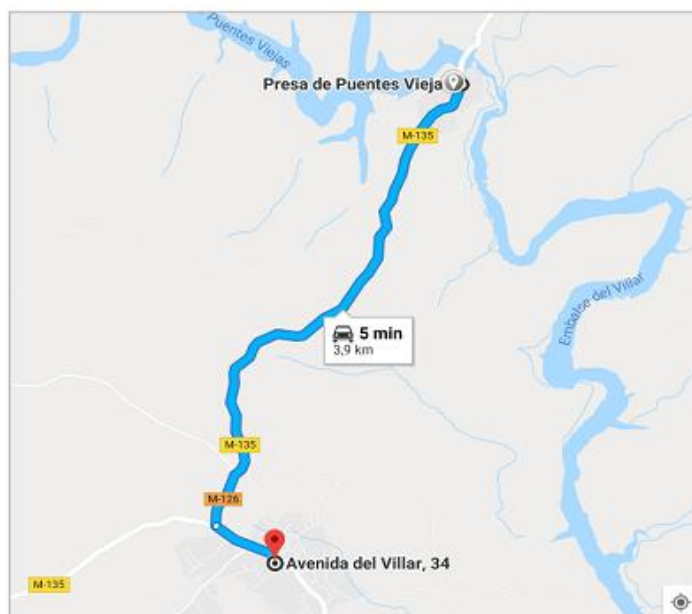 Puentes Viejas
Presa de Puentes Vieja
M-135
Embalse del Villar
5 min
3,9 km
M-135
M-126
Avenida del Villar, 34
M-135